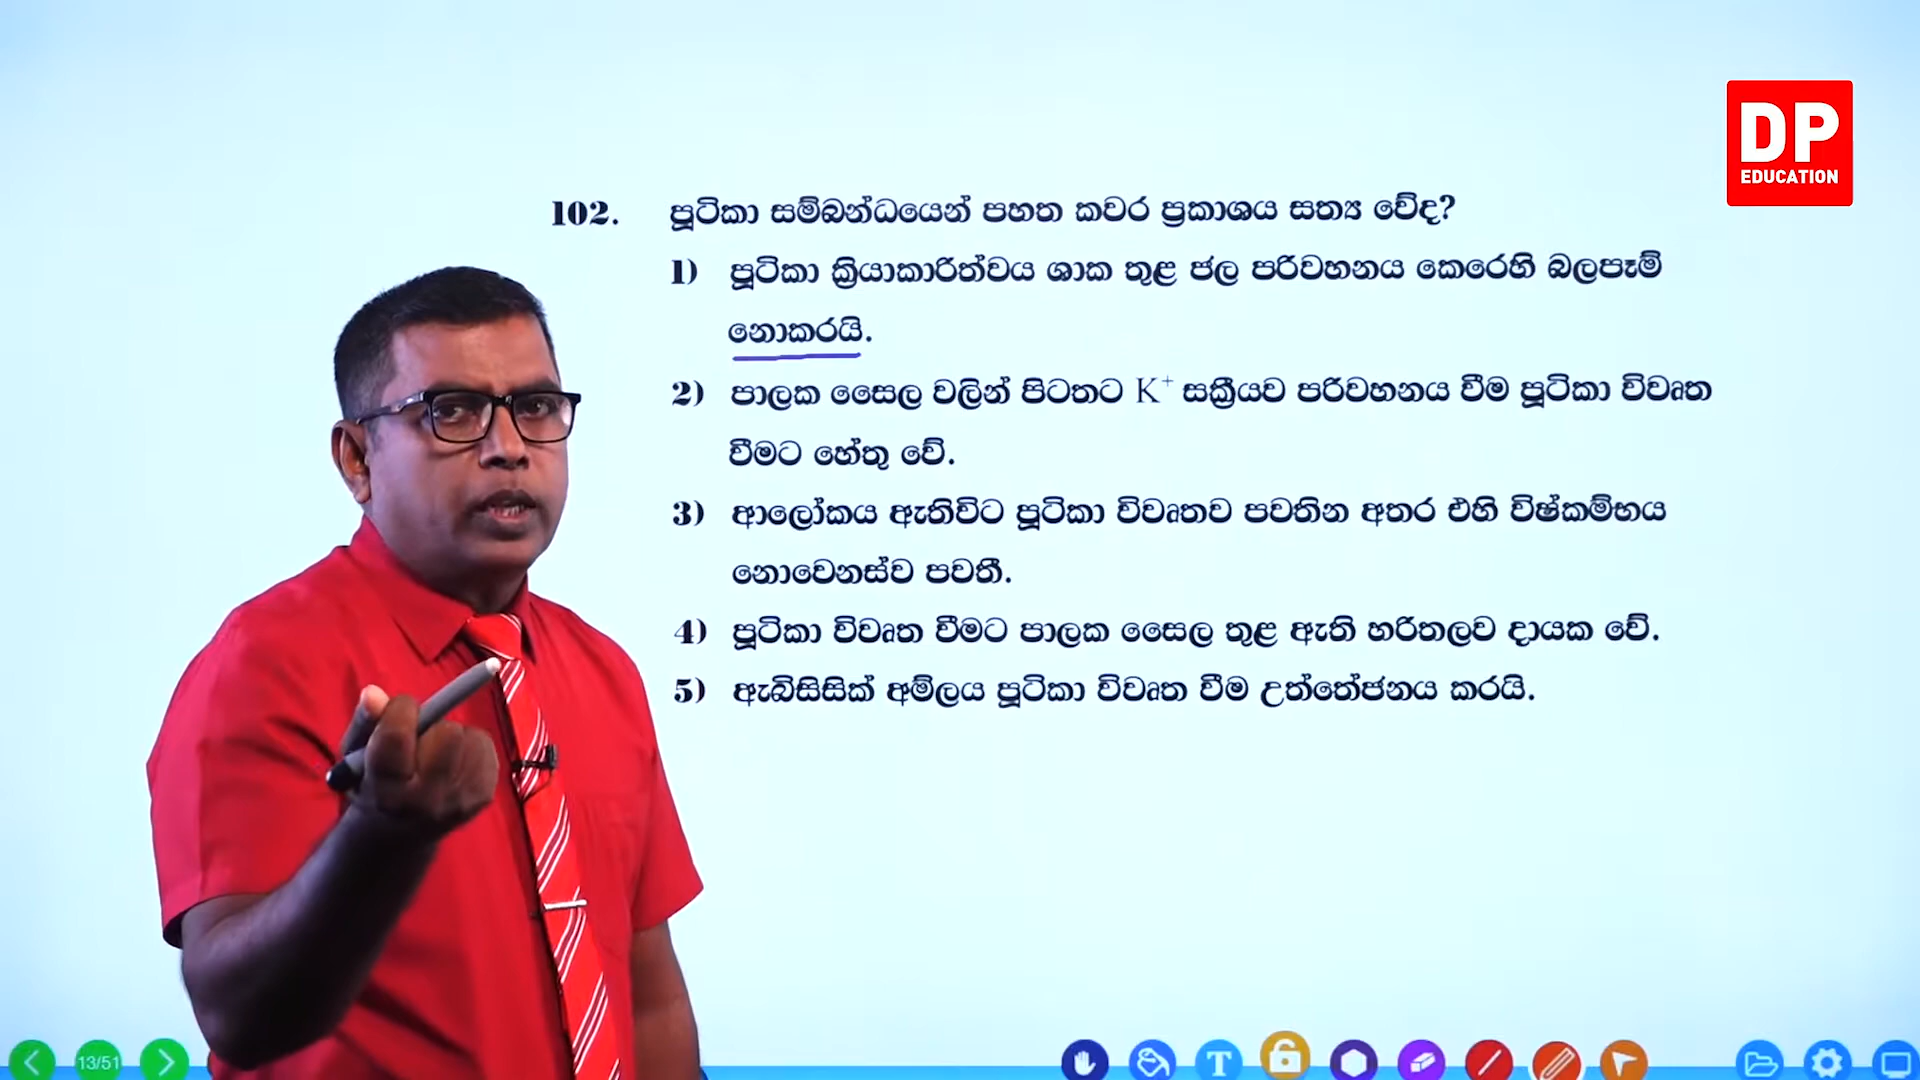 DP
EDUCATION
102. පූටිකා සම්බන්ධයෙන් පහත කවර ප්‍රකාශය සත්‍ය වේද?
1) පූටිකා ක්‍රියාකාරිත්වය ශාක තුළ ජල පරිවහනය කෙරෙහි බලපෑම්
නොකරයි.
2) පාලක සෛල වලින් පිටතට K⁺ සක්‍රීයව පරිවහනය වීම පූටිකා විවෘත
වීමට හේතු වේ.
3) ආලෝකය ඇතිවිට පූටිකා විවෘතව පවතින අතර එහි විෂ්කම්භය
නොවෙනස්ව පවතී.
4) පූටිකා විවෘත වීමට පාලක සෛල තුළ ඇති හරිතලව දායක වේ.
5) ඇබ්සිසික් අම්ලය පූටිකා විවෘත වීම උත්තේජනය කරයි.
13/51
T